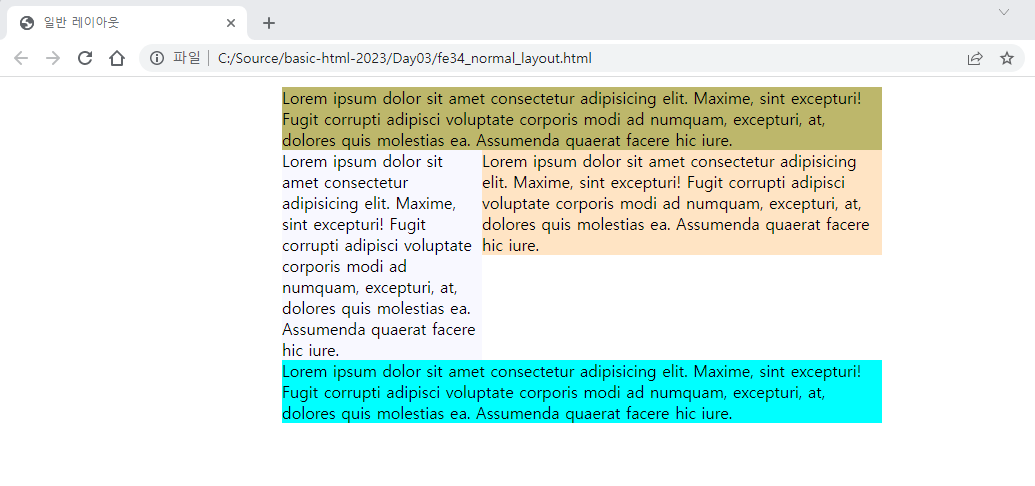 일반 레이아웃
파일
C:/Source/basic-html-2023/Day03/fe34_normal_layout.html
Lorem ipsum dolor sit amet consectetur adipisicing elit. Maxime, sint excepturi!
Fugit corrupti adipisci voluptate corporis modi ad numquam, excepturi, at,
dolores quis molestias ea. Assumenda quaerat facere hic iure.
Lorem ipsum dolor sit
amet consectetur
adipisicing elit. Maxime,
sint excepturi! Fugit
corrupti adipisci voluptate
corporis modi ad
numquam, excepturi, at,
dolores quis molestias ea.
Assumenda quaerat facere
hic iure.
Lorem ipsum dolor sit amet consectetur adipisicing
elit. Maxime, sint excepturi! Fugit corrupti adipisci
voluptate corporis modi ad numquam, excepturi, at,
dolores quis molestias ea. Assumenda quaerat facere
hic iure.
Lorem ipsum dolor sit amet consectetur adipisicing elit. Maxime, sint excepturi!
Fugit corrupti adipisci voluptate corporis modi ad numquam, excepturi, at,
dolores quis molestias ea. Assumenda quaerat facere hic iure.